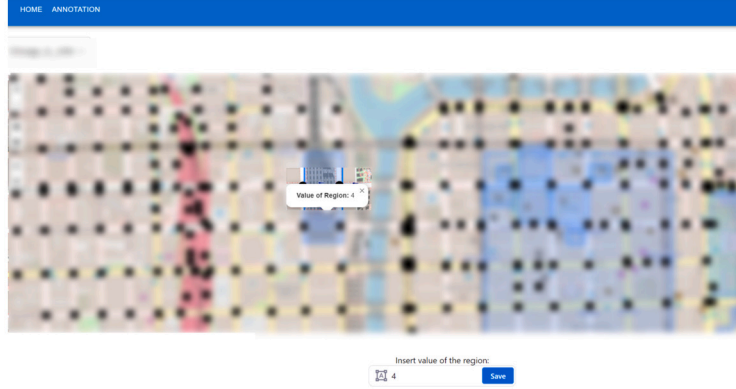 HOME ANNOTATION
Value of Region: 4 ×
Insert value of the region:
4 Save